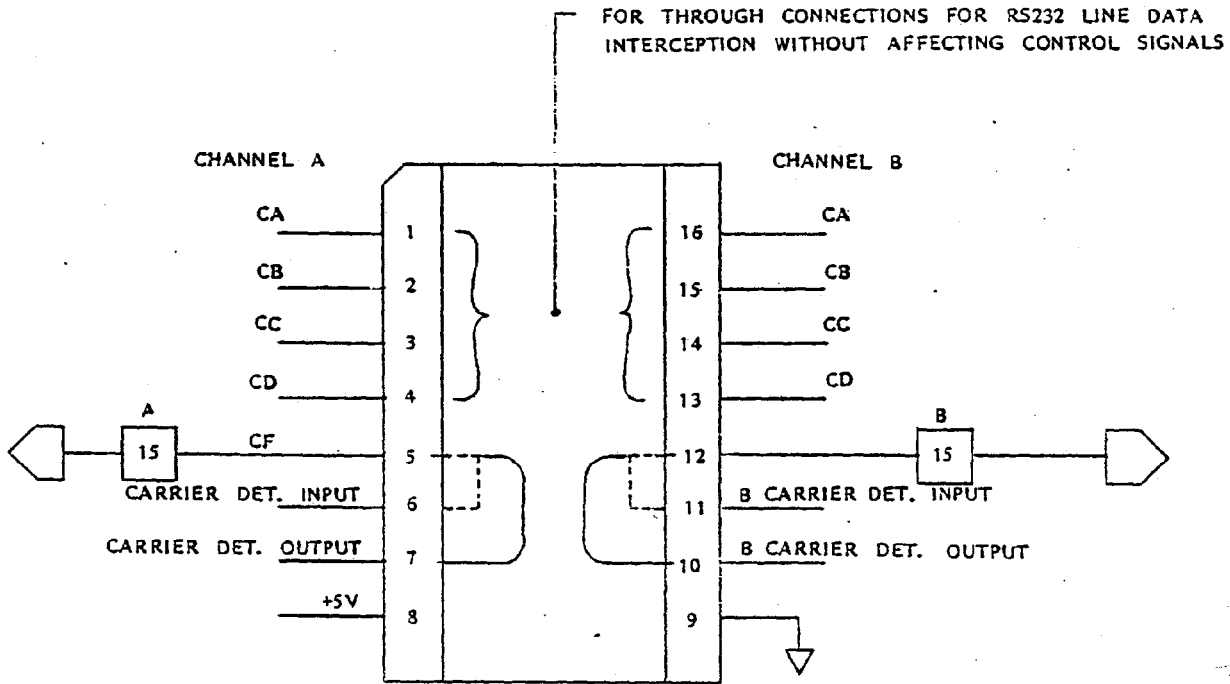 FOR THROUGH CONNECTIONS FOR RS232 LINE DATA
INTERCEPTION WITHOUT AFFECTING CONTROL SIGNALS
CHANNEL A
CHANNEL B
CA 1 16 CA
CB 2 15 CB
CC 3 14 CC
CD 4 13 CD
A
B
15 CF 5 12 15
CARRIER DET. INPUT 6 11 B CARRIER DET. INPUT
CARRIER DET. OUTPUT 7 10 B CARRIER DET. OUTPUT
+5V 8 9